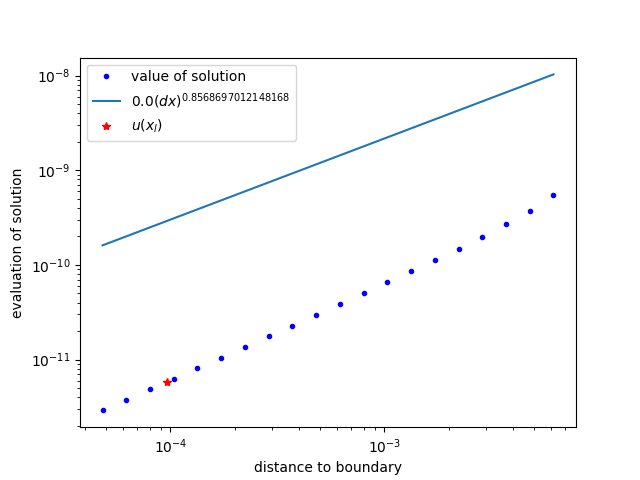 value of solution
0.0(dx)^0.8568697012148168
u(x_l)
10^-8
10^-9
10^-10
10^-11
evaluation of solution
10^-4
10^-3
distance to boundary